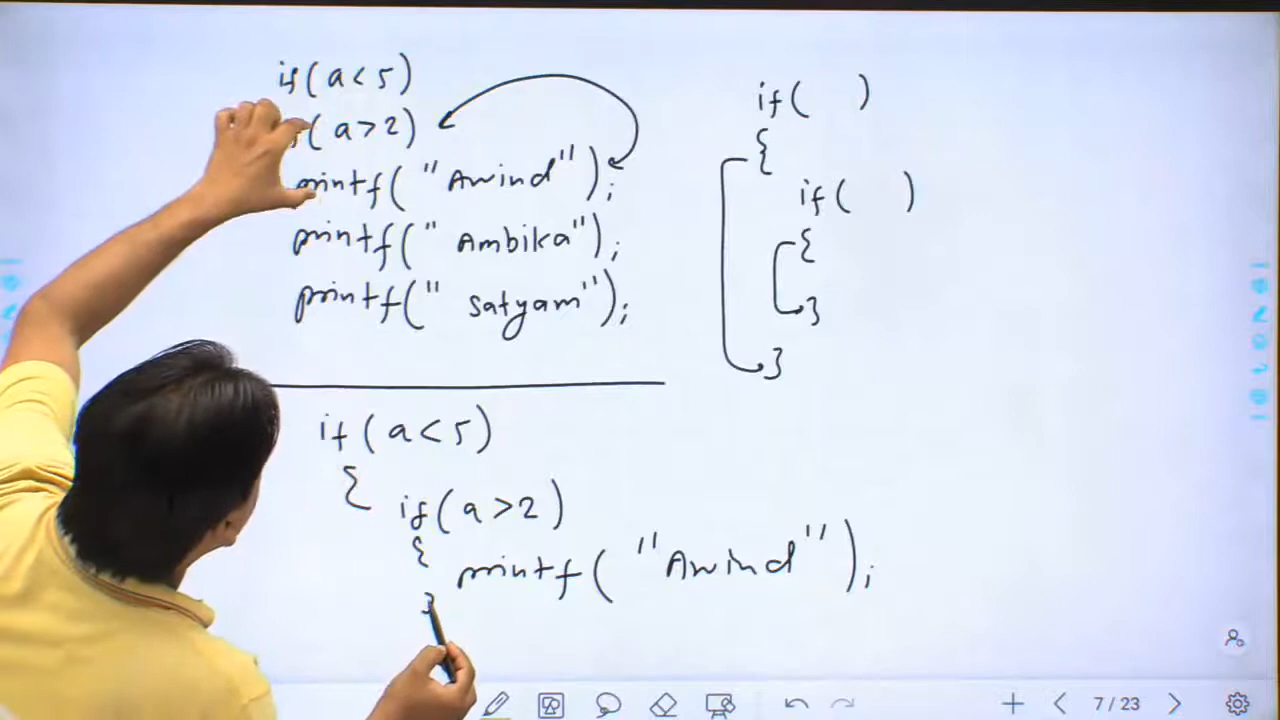 if( a< 5)
if( a>2)
printf( "Arvind");
printf(" Ambika");
printf(" Satyam");
if(  )
{
if(  )
{
}
}
if( a<5)
{
if( a>2)
{
printf( "Arvind");
}
7 / 23